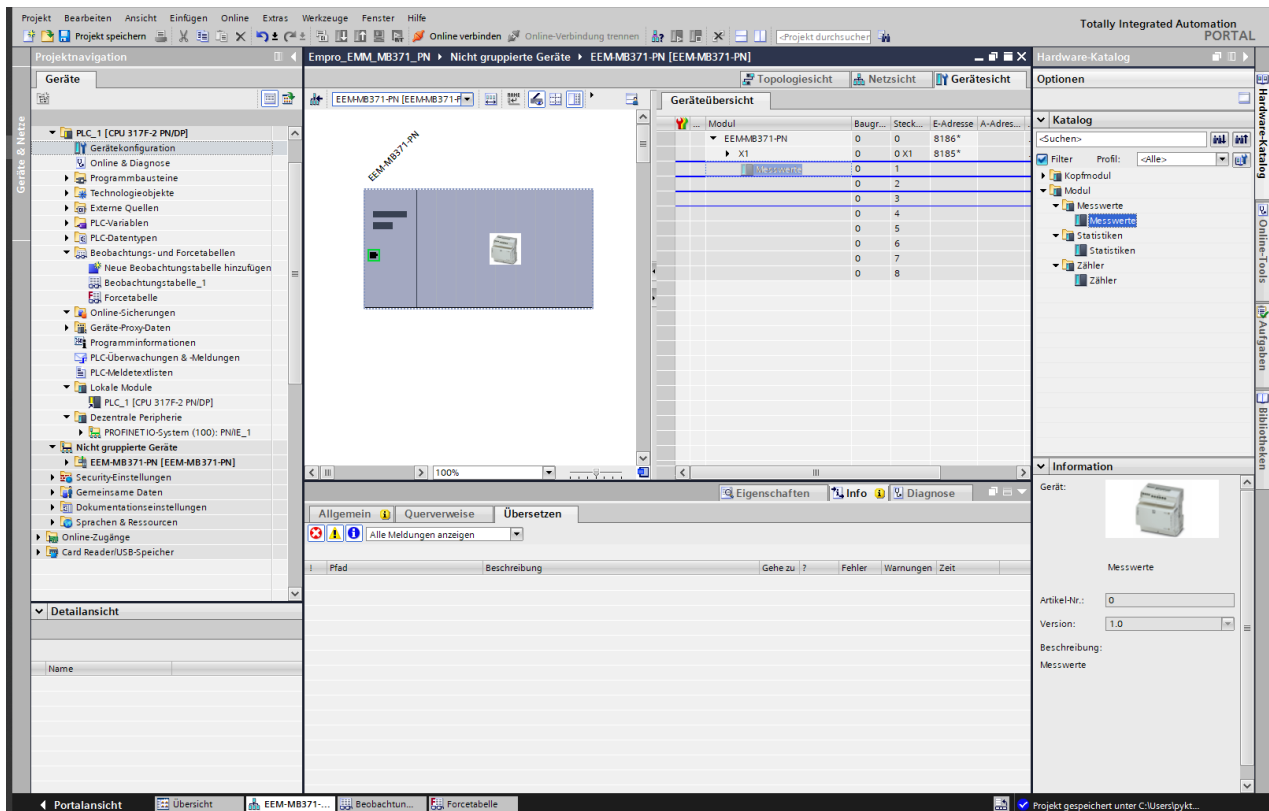 Projekt Bearbeiten Ansicht Einfügen Online Extras Werkzeuge Fenster Hilfe
Totally Integrated Automation
PORTAL
Projekt speichern
Online verbinden
Online-Verbindung trennen
<Projekt durchsuchen
Projektnavigation
Empro_EMM_MB371_PN ▸ Nicht gruppierte Geräte ▸ EEM-MB371-PN [EEM-MB371-PN]
Hardware-Katalog
Geräte
Topologiesicht Netzsicht Gerätesicht
Optionen
EEM-MB371-PN [EEM-MB371-P
Geräteübersicht
Geräte & Netze
PLC_1 [CPU 317F-2 PN/DP]
Gerätekonfiguration
Online & Diagnose
Programmbausteine
Technologieobjekte
Externe Quellen
PLC-Variablen
PLC-Datentypen
Beobachtungs- und Forcetabellen
Neue Beobachtungstabelle hinzufügen
Beobachtungstabelle_1
Forcetabelle
Online-Sicherungen
Geräte-Proxy-Daten
Programminformationen
PLC-Überwachungen & -Meldungen
PLC-Meldetextlisten
Lokale Module
PLC_1 [CPU 317F-2 PN/DP]
Dezentrale Peripherie
PROFINET IO-System (100): PN/IE_1
Nicht gruppierte Geräte
EEM-MB371-PN [EEM-MB371-PN]
Security-Einstellungen
Gemeinsame Daten
Dokumentationseinstellungen
Sprachen & Ressourcen
Online-Zugänge
Card Reader/USB-Speicher
Detailansicht
Name
EEM-MB371-PN
100%
... Modul Baugr... Steck... E-Adresse A-Adres...
EEM-MB371-PN 0 0 8186*
X1 0 0 X1 8185*
Messwerte 0 1
0 2
0 3
0 4
0 5
0 6
0 7
0 8
Katalog
<Suchen>
Filter Profil: <Alle>
Kopfmodul
Modul
Messwerte
Messwerte
Statistiken
Statistiken
Zähler
Zähler
Hardware-Katalog
Online-Tools
Aufgaben
Bibliotheken
Information
Gerät:
Messwerte
Artikel-Nr.: 0
Version: 1.0
Beschreibung:
Messwerte
Eigenschaften Info Diagnose
Allgemein Querverweise Übersetzen
Alle Meldungen anzeigen
! Pfad Beschreibung Gehe zu ? Fehler Warnungen Zeit
Portalansicht Übersicht EEM-MB371-... Beobachtun... Forcetabelle
Projekt gespeichert unter C:\Users\pykt...